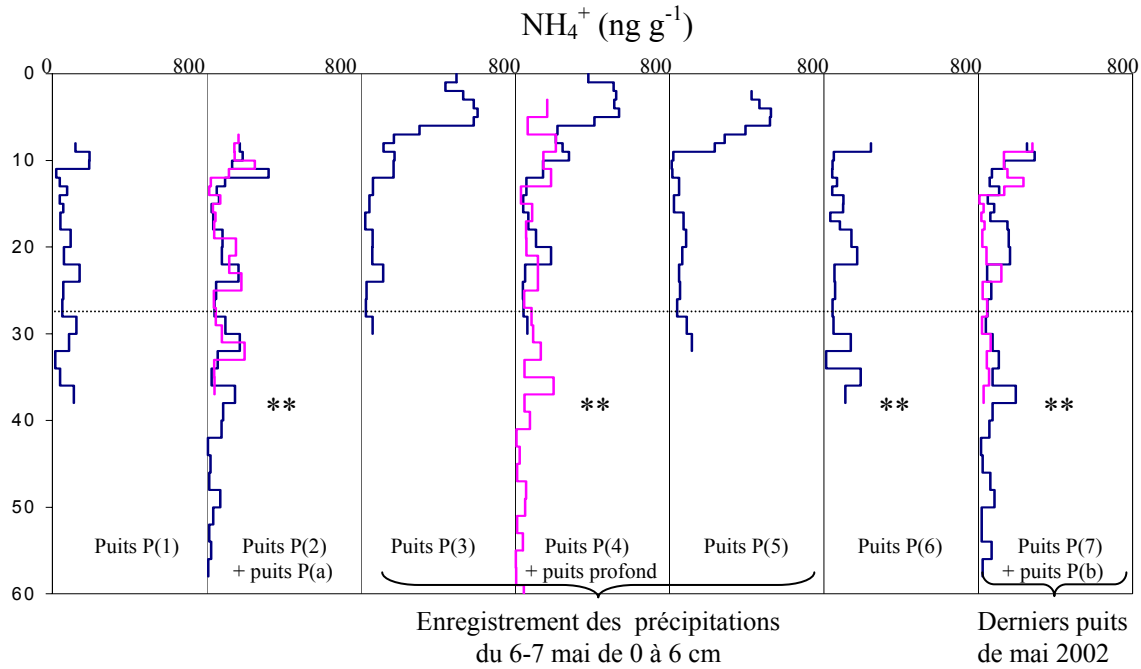 NH₄⁺ (ng g⁻¹)
0 800 800 800 800 800 800 800
0
10
20
30
40
50
60
** ** ** **
Puits P(1)
Puits P(2)
+ puits P(a)
Puits P(3)
Puits P(4)
+ puits profond
Puits P(5)
Puits P(6)
Puits P(7)
+ puits P(b)
Enregistrement des précipitations
du 6-7 mai de 0 à 6 cm
Derniers puits
de mai 2002